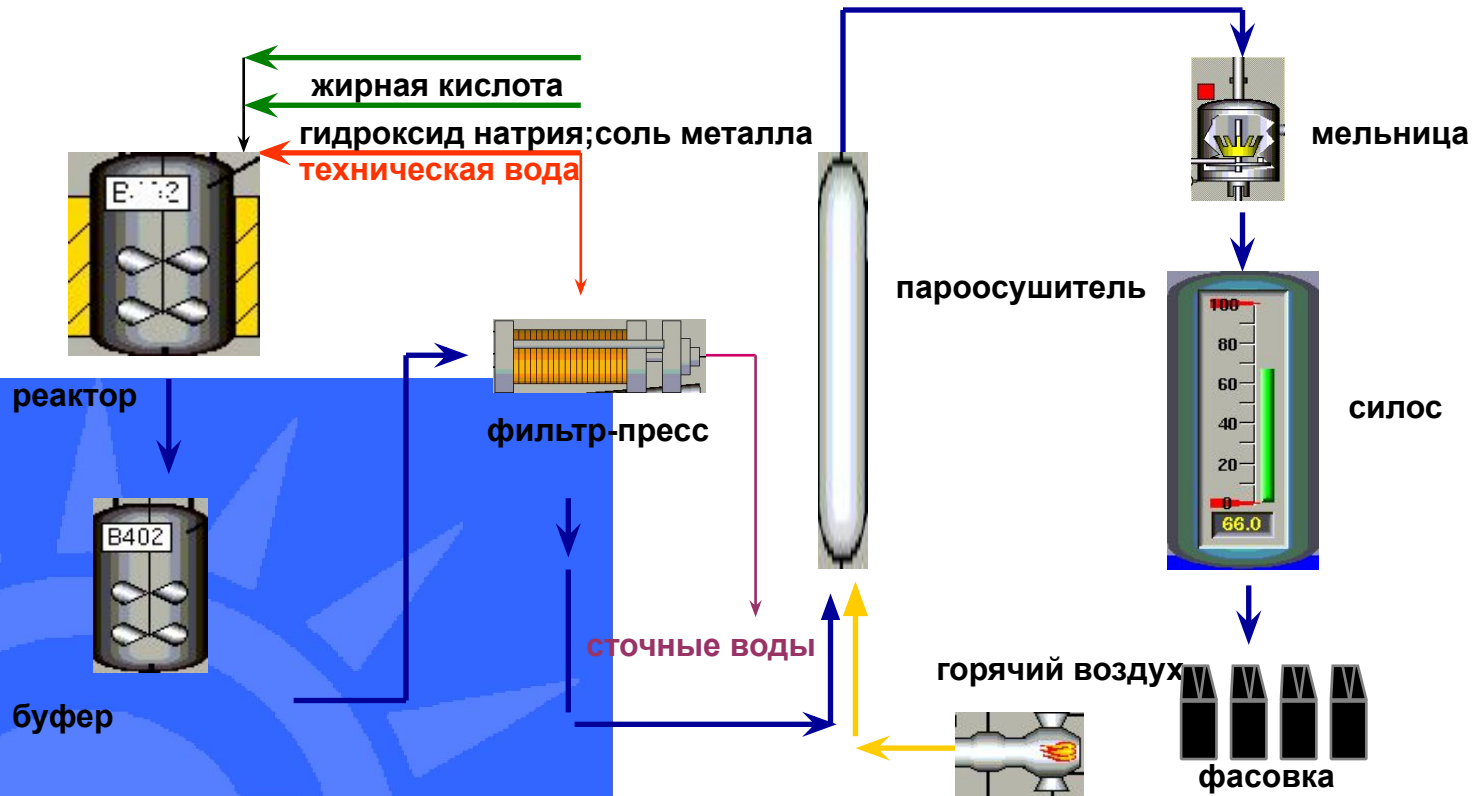 жирная кислота
гидроксид натрия;соль металла
техническая вода
мельница
пароосушитель
100
80
60
40
20
0
66.0
силос
реактор
фильтр-пресс
B402
сточные воды
горячий воздух
буфер
фасовка